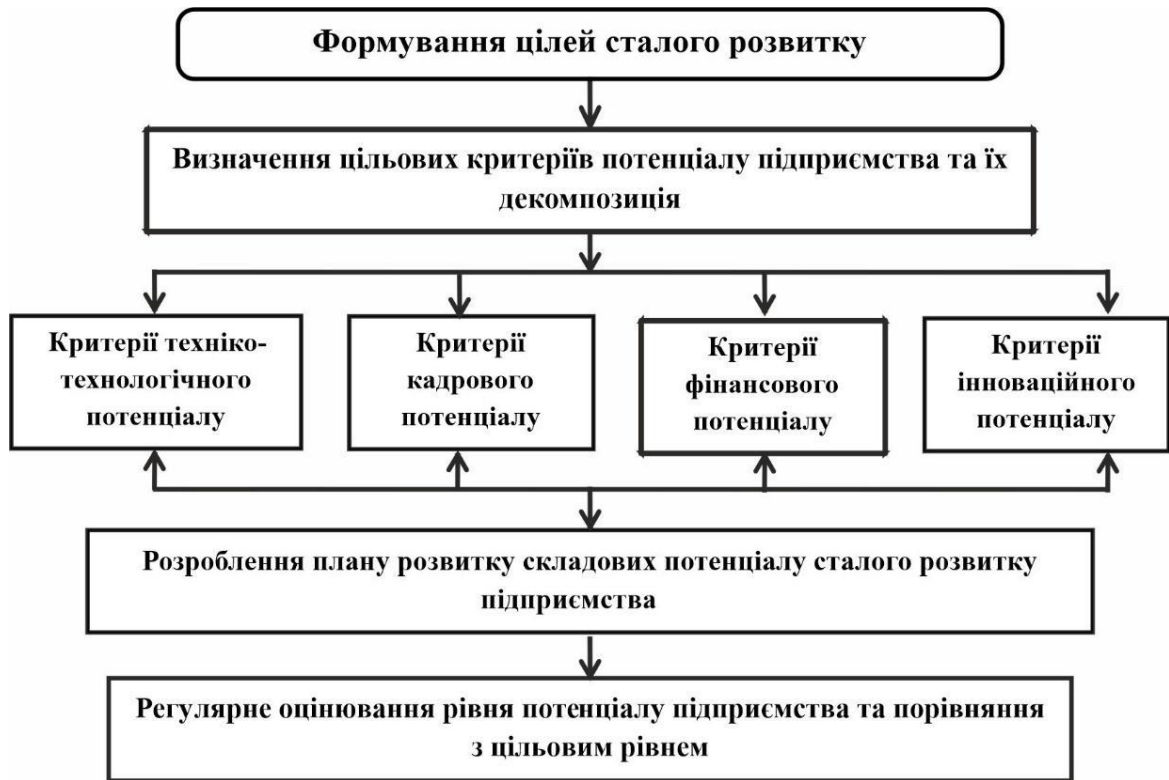 Формування цілей сталого розвитку
Визначення цільових критеріїв потенціалу підприємства та їх
декомпозиція
Критерії техніко-
технологічного
потенціалу
Критерії
кадрового
потенціалу
Критерії
фінансового
потенціалу
Критерії
інноваційного
потенціалу
Розроблення плану розвитку складових потенціалу сталого розвитку
підприємства
Регулярне оцінювання рівня потенціалу підприємства та порівняння
з цільовим рівнем